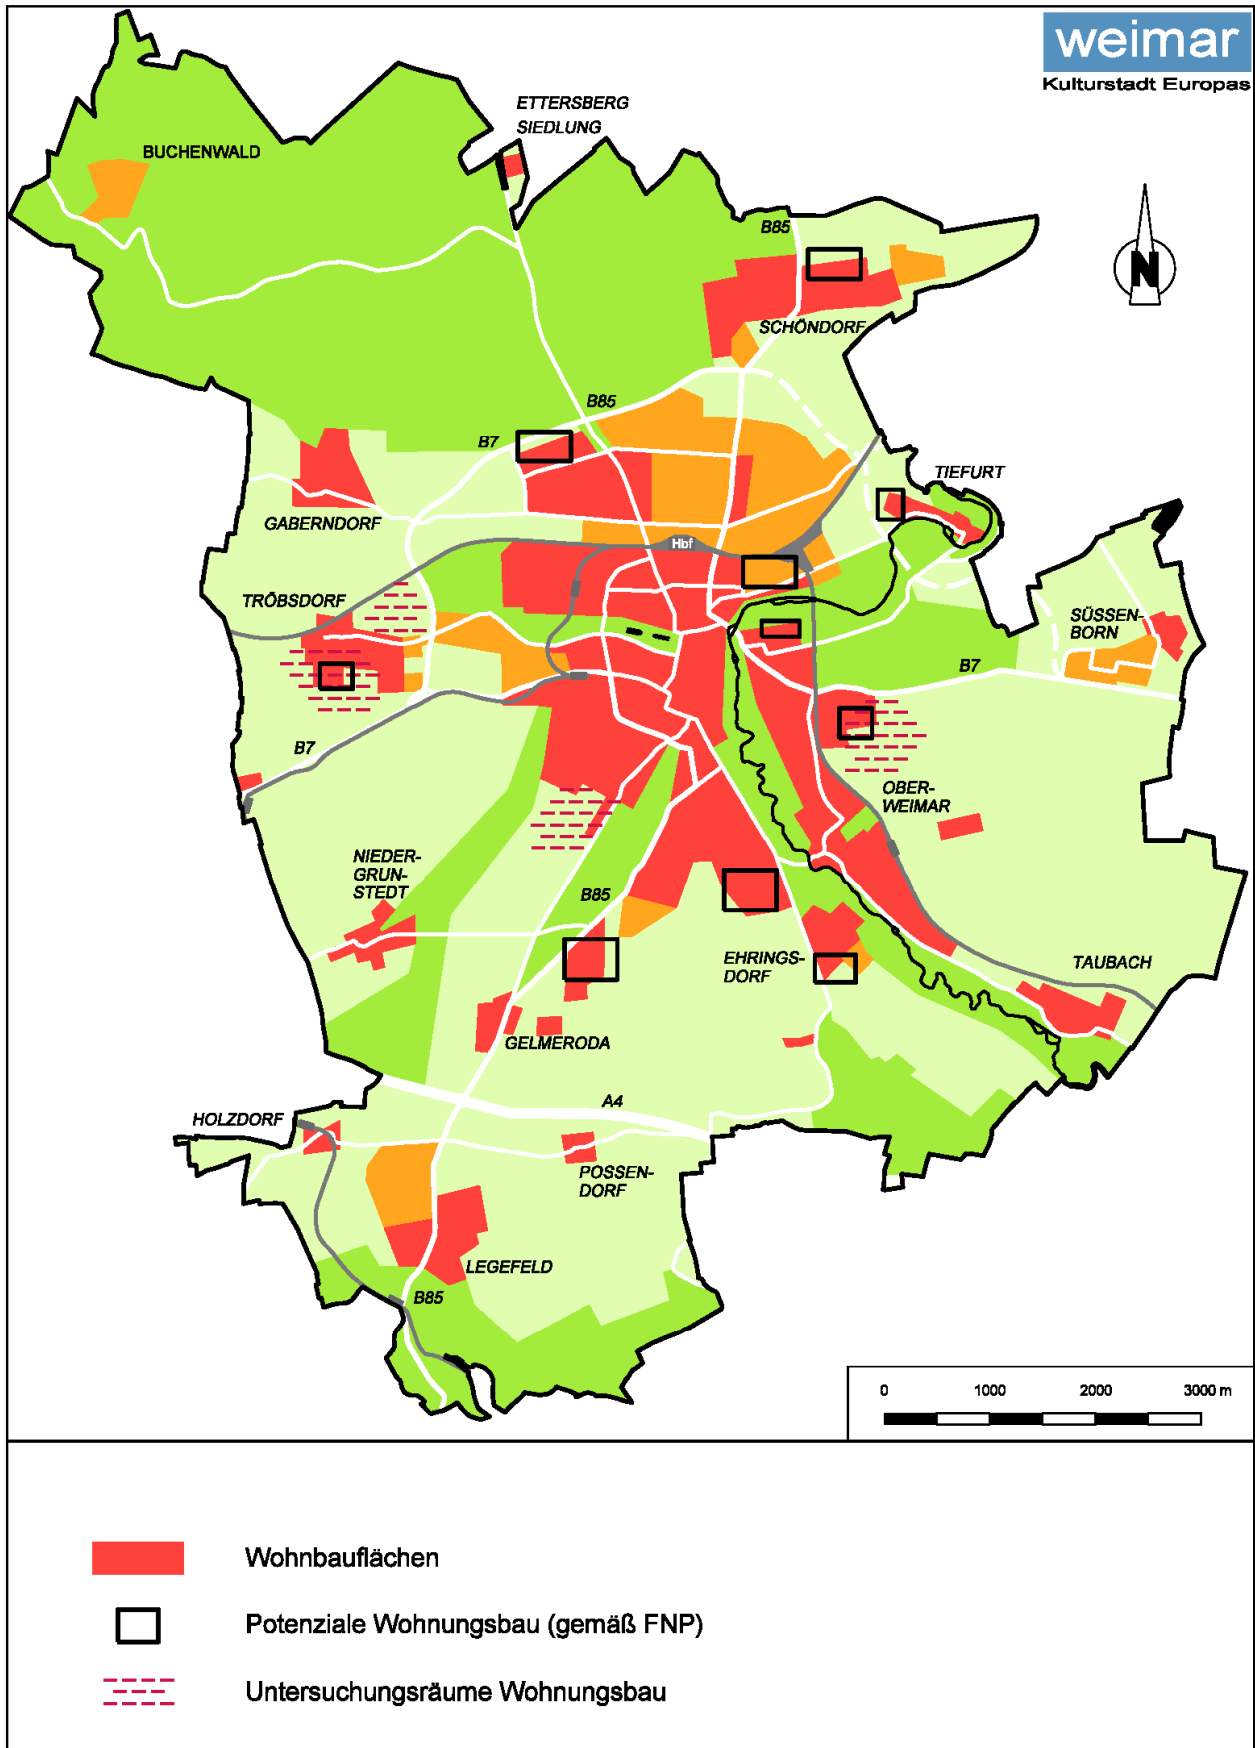 weimar
Kulturstadt Europas
ETTERSBERG
SIEDLUNG
BUCHENWALD
B85
N
SCHÖNDORF
B85
B7
TIEFURT
GABERNDORF
Hbf
TRÖBSDORF
SÜSSEN-
BORN
B7
B7
OBER-
WEIMAR
NIEDER-
GRUN-
STEDT
B85
EHRINGS-
DORF
TAUBACH
GELMERODA
A4
HOLZDORF
POSSEN-
DORF
LEGEFELD
B85
0 1000 2000 3000 m
Wohnbauflächen
Potenziale Wohnungsbau (gemäß FNP)
Untersuchungsräume Wohnungsbau